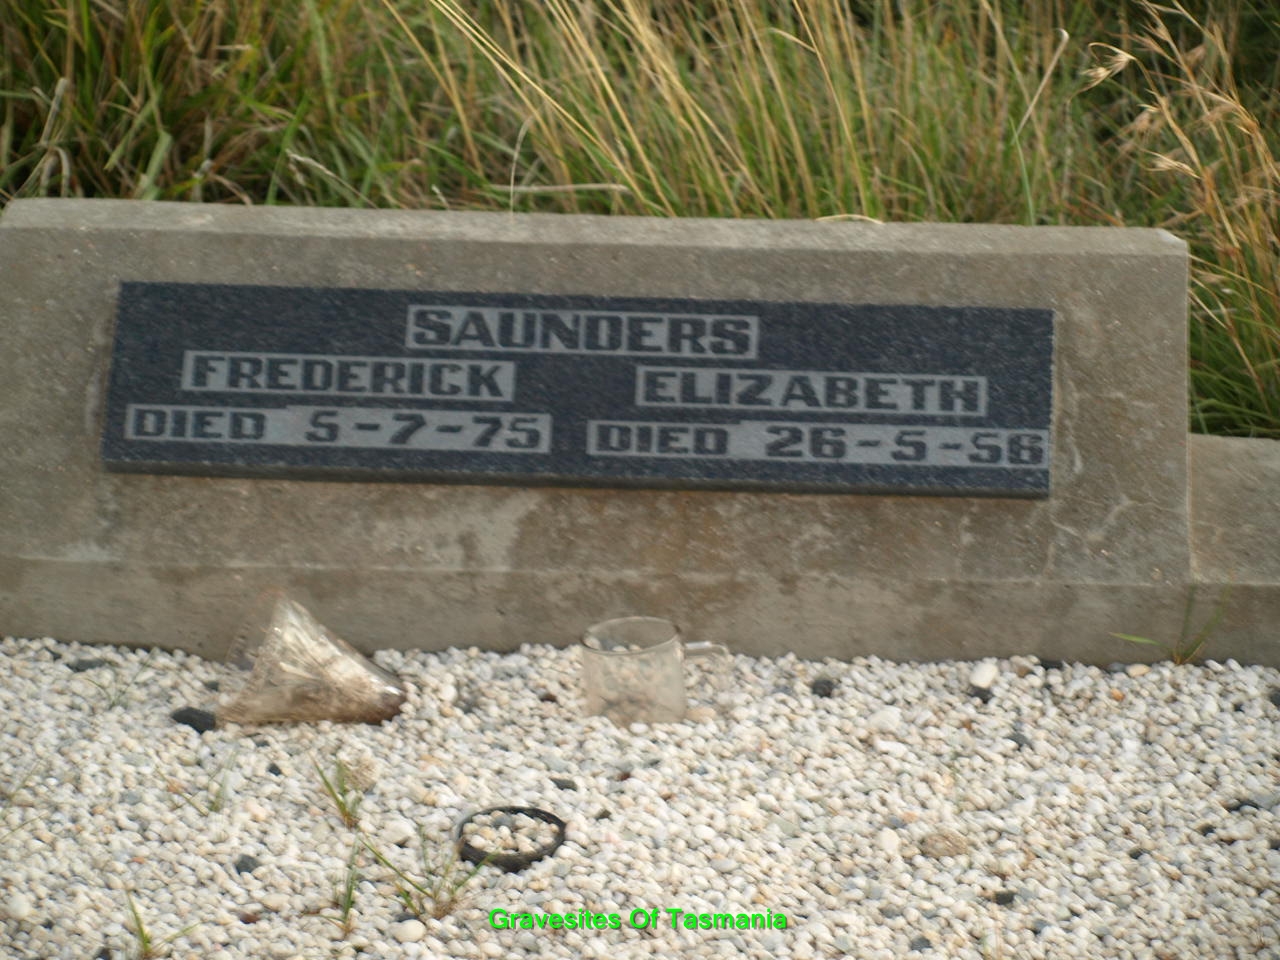 SAUNDERS
FREDERICK ELIZABETH
DIED 5-7-75 DIED 26-5-56
Gravesites Of Tasmania